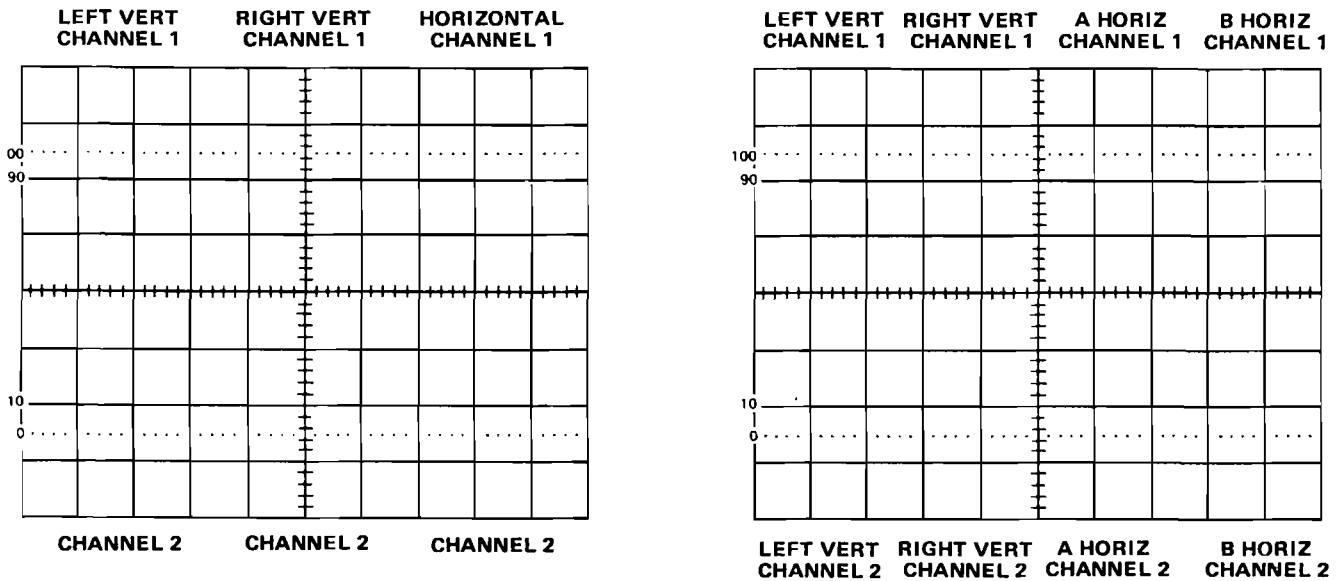 LEFT VERT CHANNEL 1
RIGHT VERT CHANNEL 1
HORIZONTAL CHANNEL 1
00
90
10
0
CHANNEL 2
CHANNEL 2
CHANNEL 2
LEFT VERT CHANNEL 1
RIGHT VERT CHANNEL 1
A HORIZ CHANNEL 1
B HORIZ CHANNEL 1
100
90
10
0
LEFT VERT CHANNEL 2
RIGHT VERT CHANNEL 2
A HORIZ CHANNEL 2
B HORIZ CHANNEL 2